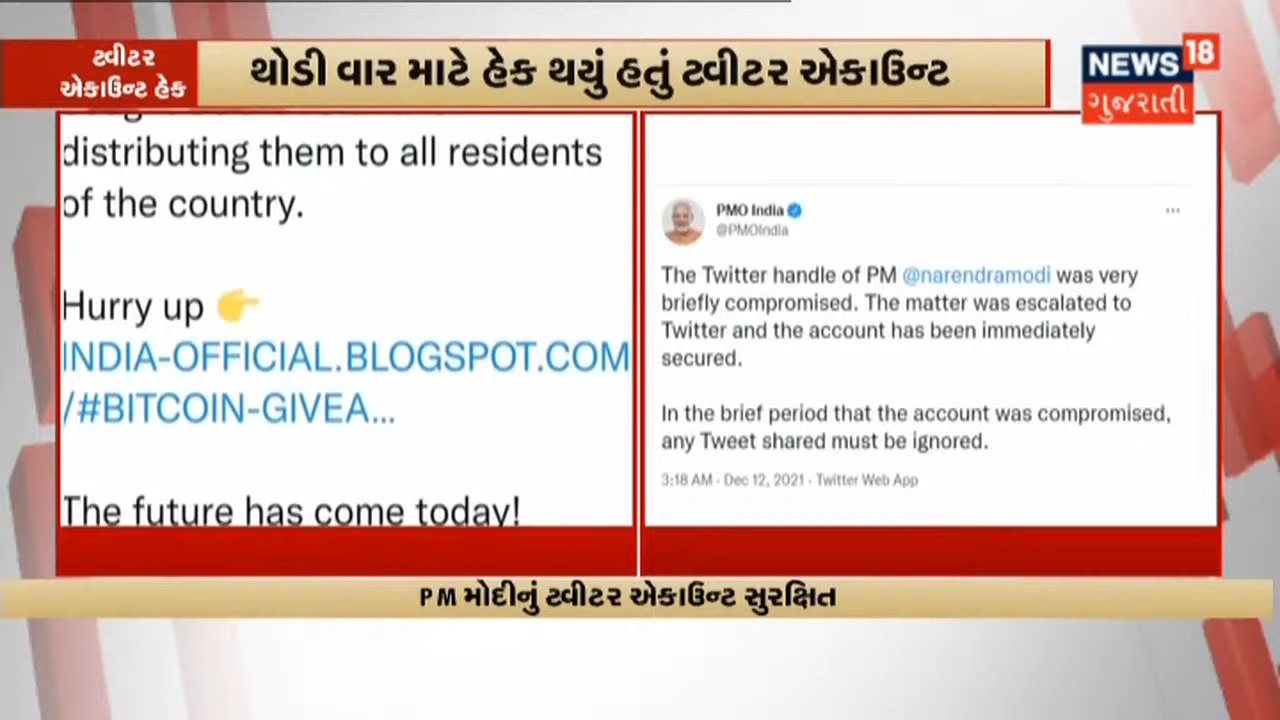 ટ્વીટર
એકાઉન્ટ હેક
થોડી વાર માટે હેક થયું હતું ટ્વીટર એકાઉન્ટ
NEWS 18
ગુજરાતી
distributing them to all residents
of the country.
Hurry up 👉
INDIA-OFFICIAL.BLOGSPOT.COM
/#BITCOIN-GIVEA...
The future has come today!
PMO India
@PMOIndia
The Twitter handle of PM @narendramodi was very
briefly compromised. The matter was escalated to
Twitter and the account has been immediately
secured.
In the brief period that the account was compromised,
any Tweet shared must be ignored.
3:18 AM · Dec 12, 2021 · Twitter Web App
PM મોદીનું ટ્વીટર એકાઉન્ટ સુરક્ષિત